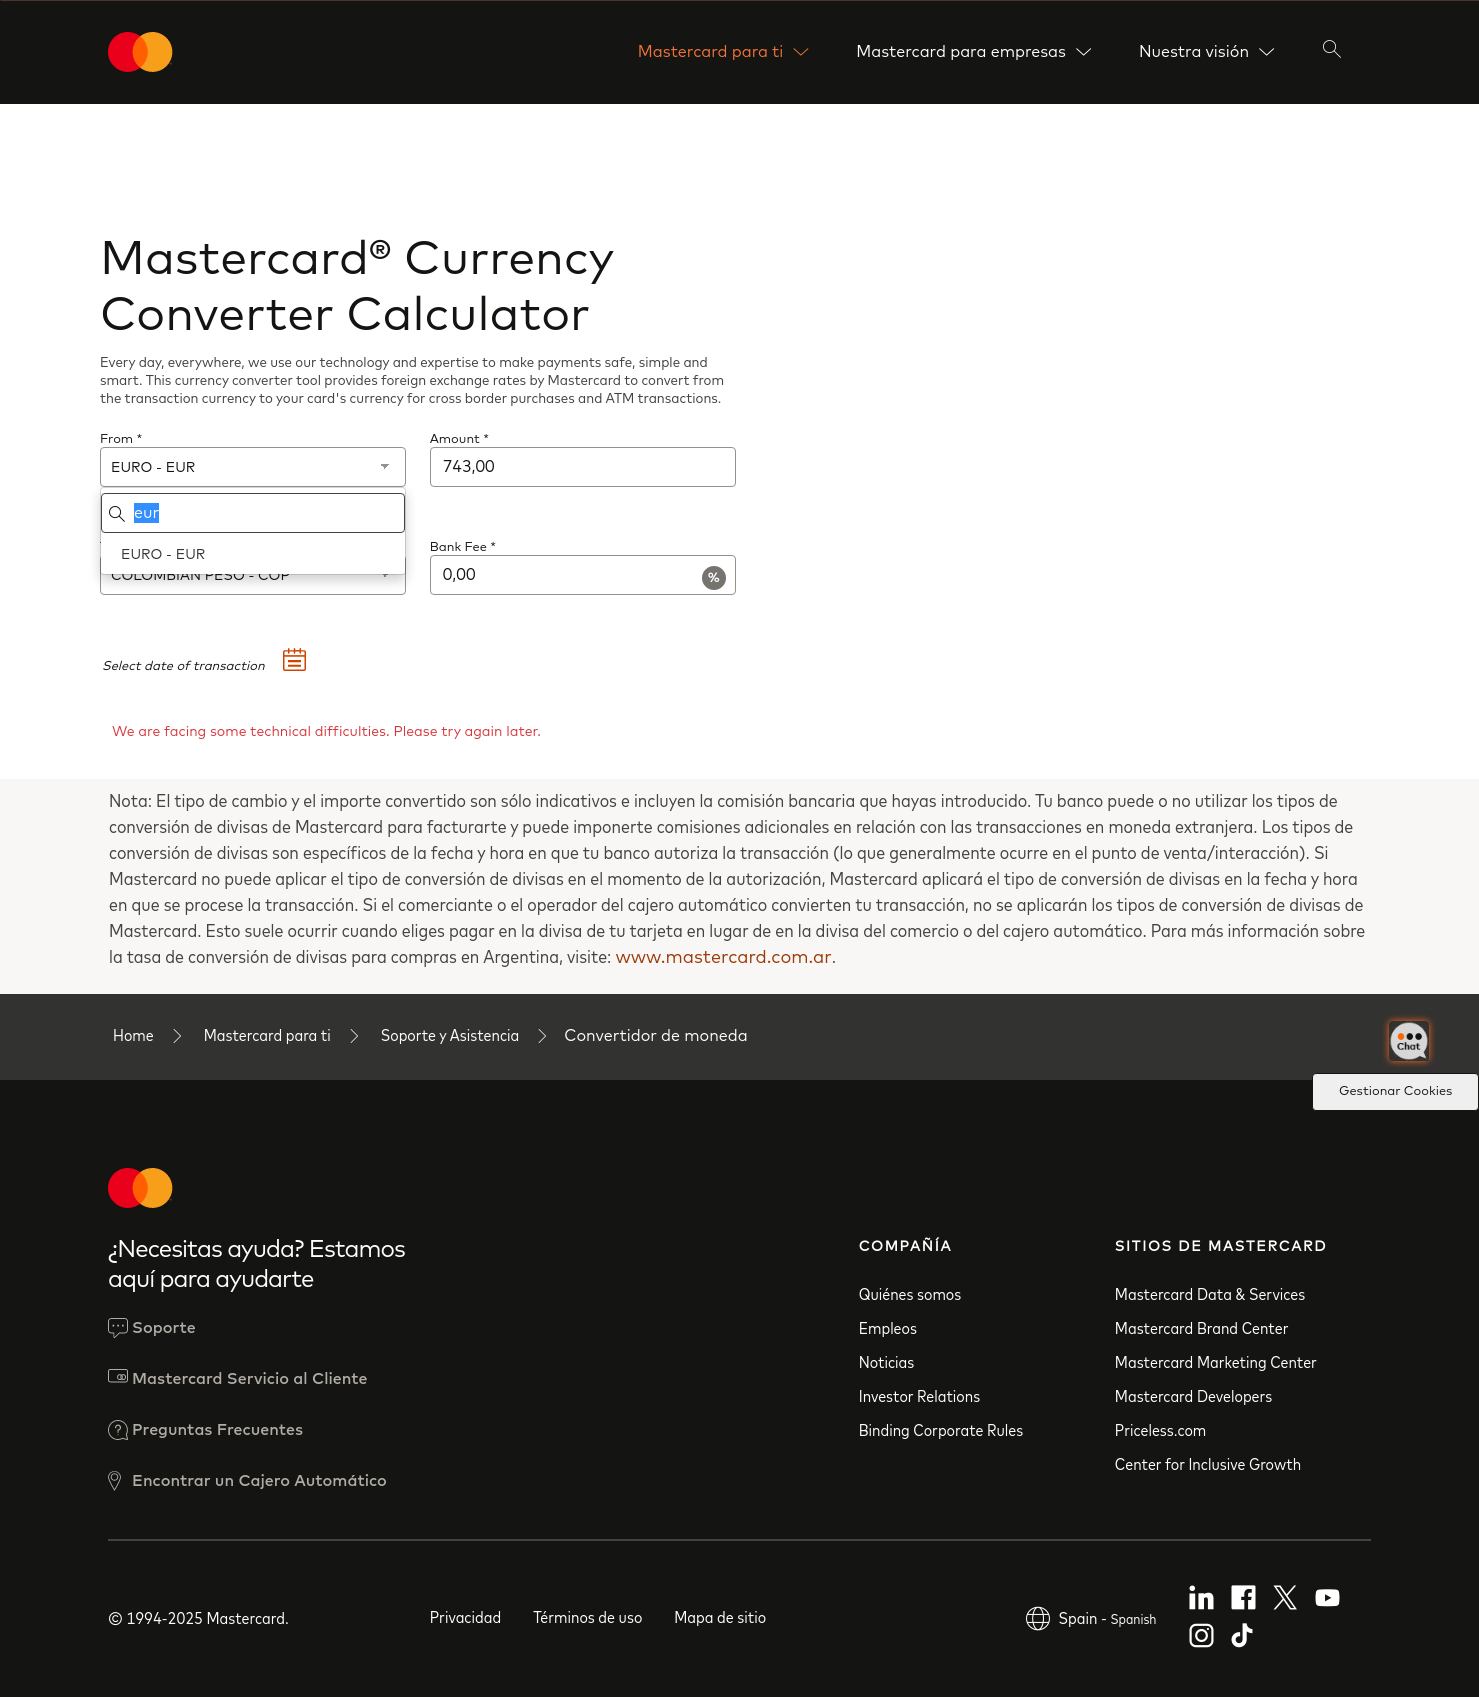 Mastercard para ti
Mastercard para empresas
Nuestra visión
Mastercard® Currency
Converter Calculator
Every day, everywhere, we use our technology and expertise to make payments safe, simple and
smart. This currency converter tool provides foreign exchange rates by Mastercard to convert from
the transaction currency to your card's currency for cross border purchases and ATM transactions.
From *
Amount *
EURO - EUR
743,00
eur
EURO - EUR
Bank Fee *
COLOMBIAN PESO - COP
0,00
%
Select date of transaction
We are facing some technical difficulties. Please try again later.
Nota: El tipo de cambio y el importe convertido son sólo indicativos e incluyen la comisión bancaria que hayas introducido. Tu banco puede o no utilizar los tipos de
conversión de divisas de Mastercard para facturarte y puede imponerte comisiones adicionales en relación con las transacciones en moneda extranjera. Los tipos de
conversión de divisas son específicos de la fecha y hora en que tu banco autoriza la transacción (lo que generalmente ocurre en el punto de venta/interacción). Si
Mastercard no puede aplicar el tipo de conversión de divisas en el momento de la autorización, Mastercard aplicará el tipo de conversión de divisas en la fecha y hora
en que se procese la transacción. Si el comerciante o el operador del cajero automático convierten tu transacción, no se aplicarán los tipos de conversión de divisas de
Mastercard. Esto suele ocurrir cuando eliges pagar en la divisa de tu tarjeta en lugar de en la divisa del comercio o del cajero automático. Para más información sobre
la tasa de conversión de divisas para compras en Argentina, visite: www.mastercard.com.ar.
Home
Mastercard para ti
Soporte y Asistencia
Convertidor de moneda
Chat
Gestionar Cookies
¿Necesitas ayuda? Estamos
aquí para ayudarte
Soporte
Mastercard Servicio al Cliente
Preguntas Frecuentes
Encontrar un Cajero Automático
COMPAÑÍA
Quiénes somos
Empleos
Noticias
Investor Relations
Binding Corporate Rules
SITIOS DE MASTERCARD
Mastercard Data & Services
Mastercard Brand Center
Mastercard Marketing Center
Mastercard Developers
Priceless.com
Center for Inclusive Growth
© 1994-2025 Mastercard.
Privacidad
Términos de uso
Mapa de sitio
Spain - Spanish